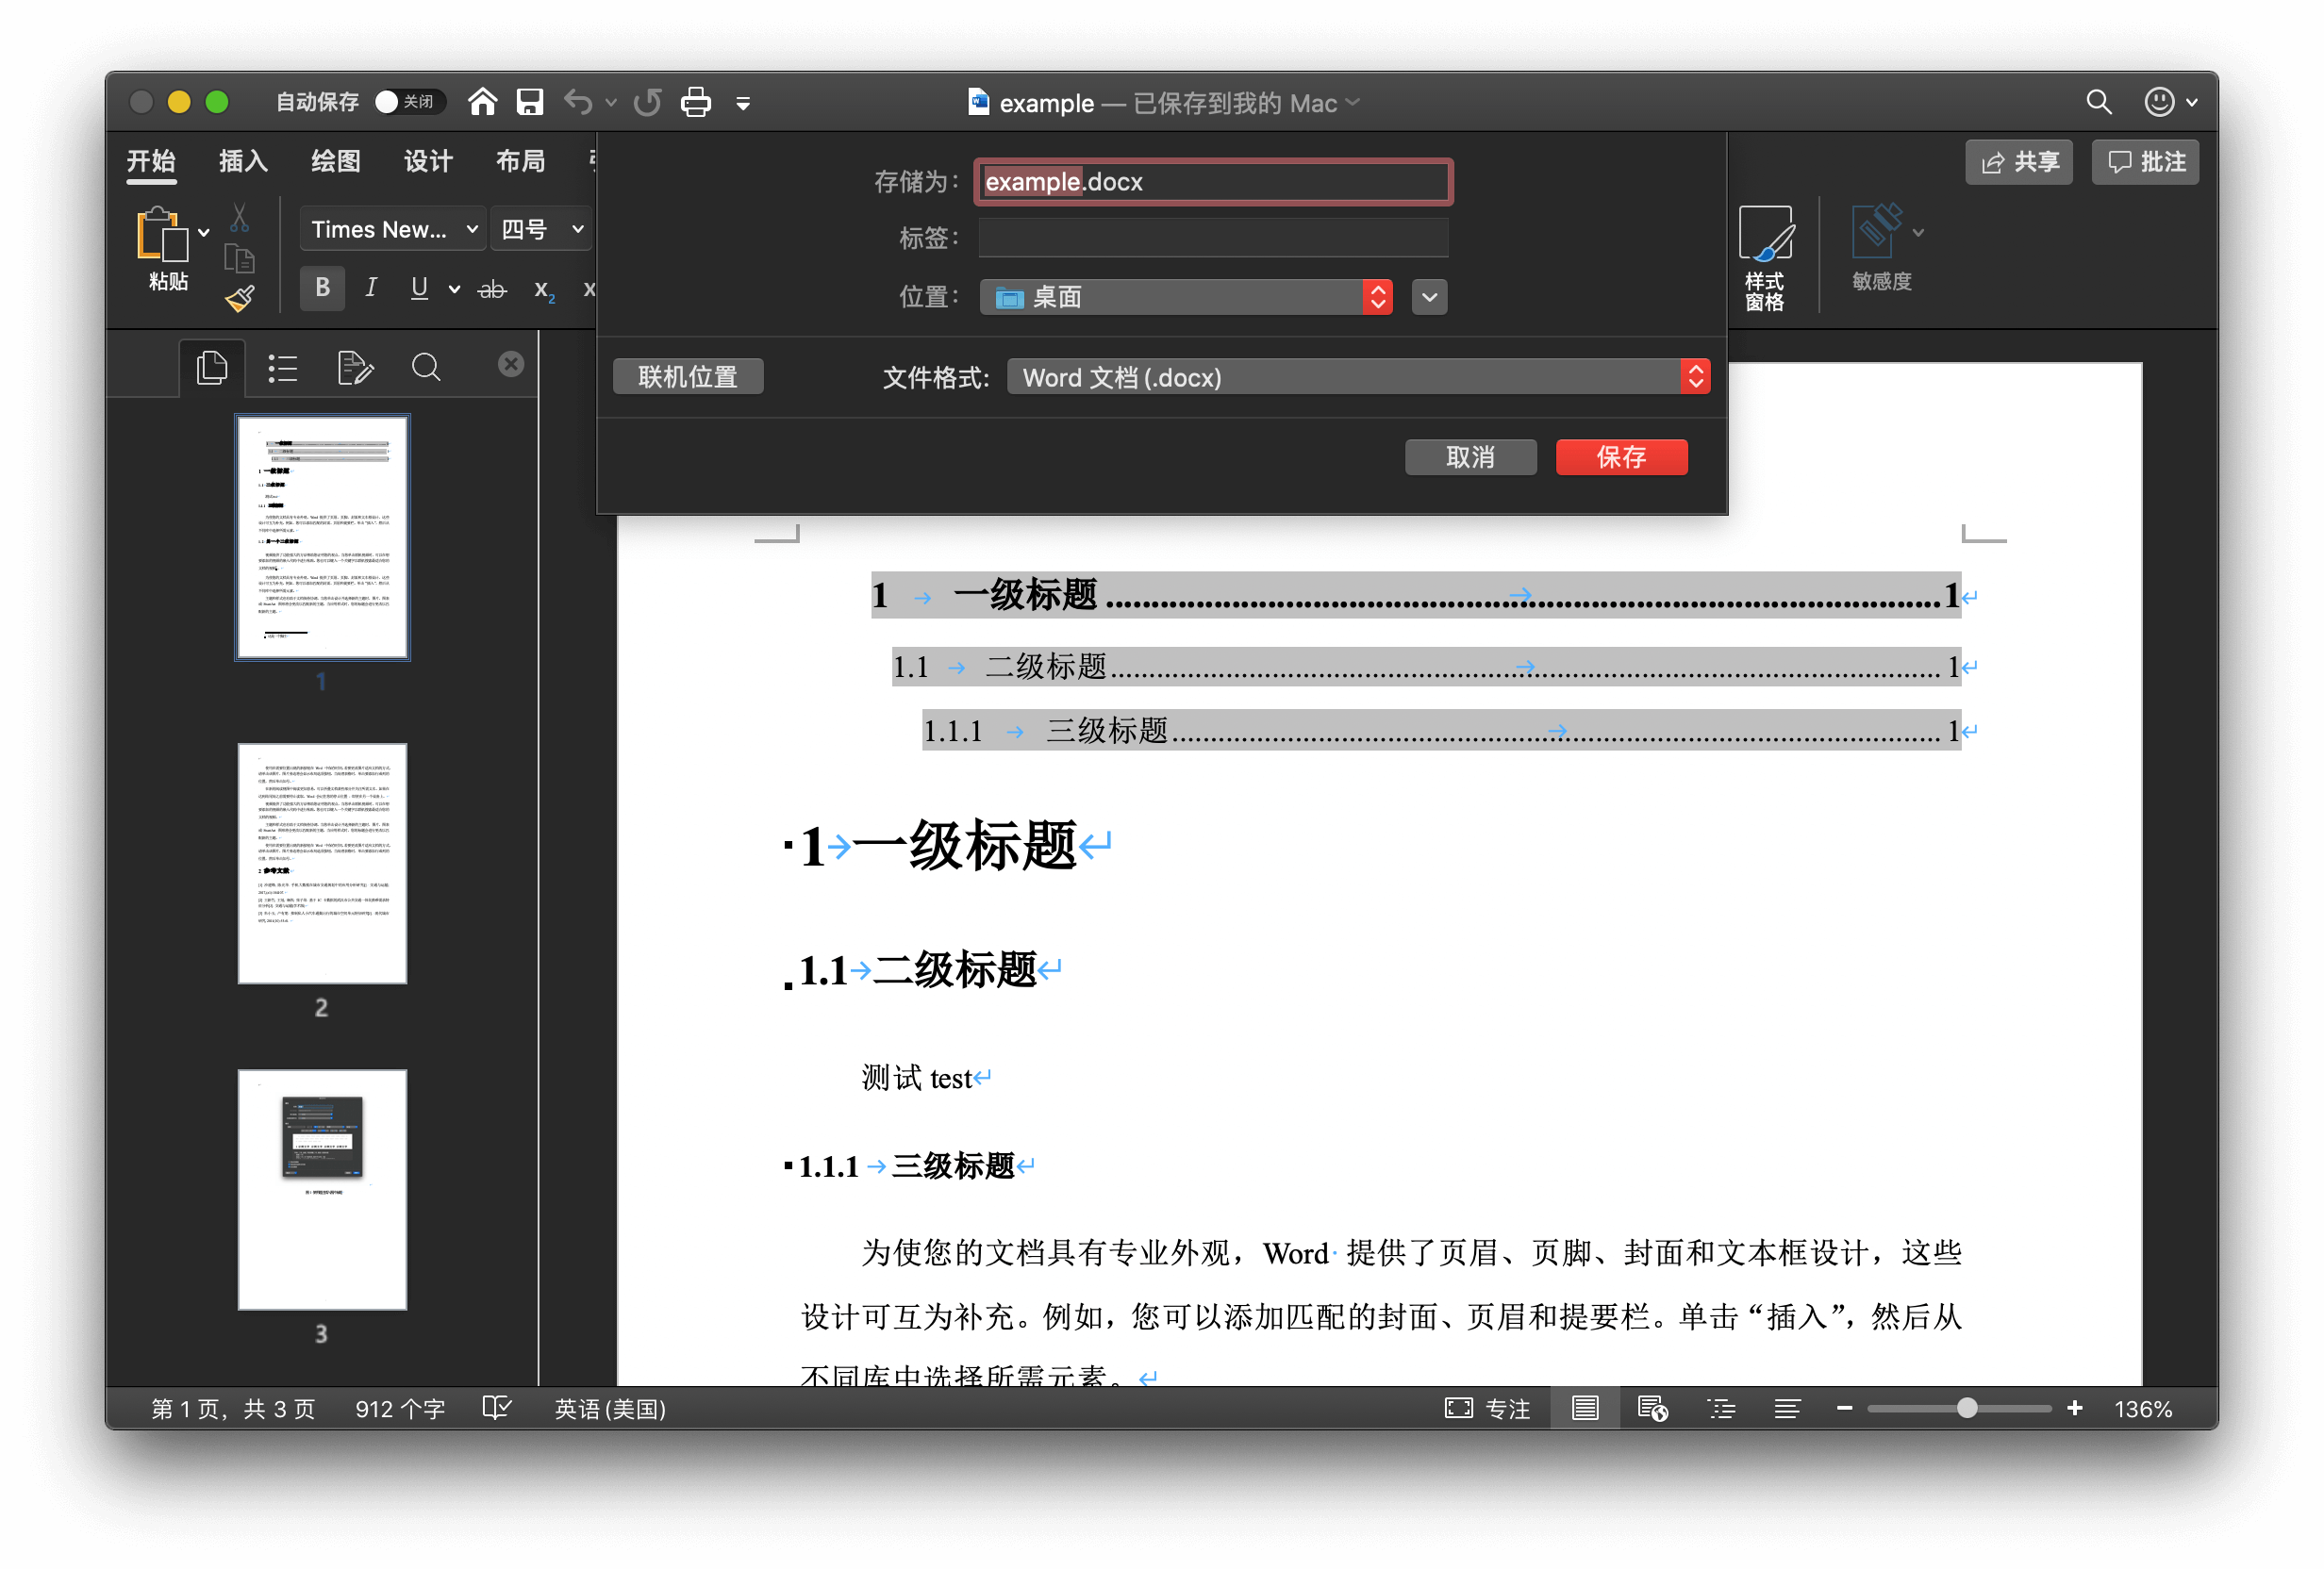 自动保存 关闭
example — 已保存到我的 Mac
开始 插入 绘图 设计 布局
共享 批注
粘贴
Times New... 四号
B I U ab x₂ x
样式
窗格
敏感度
存储为：
example.docx
标签：
位置： 桌面
联机位置 文件格式: Word 文档 (.docx)
取消 保存
1
2
3
1 → 一级标题 1
1.1 → 二级标题 1
1.1.1 → 三级标题 1
1→一级标题
1.1→二级标题
测试 test
1.1.1 → 三级标题
为使您的文档具有专业外观，Word 提供了页眉、页脚、封面和文本框设计，这些
设计可互为补充。例如，您可以添加匹配的封面、页眉和提要栏。单击“插入”，然后从
不同库中选择所需元素。
第 1 页，共 3 页 912 个字 英语 (美国)
专注 136%